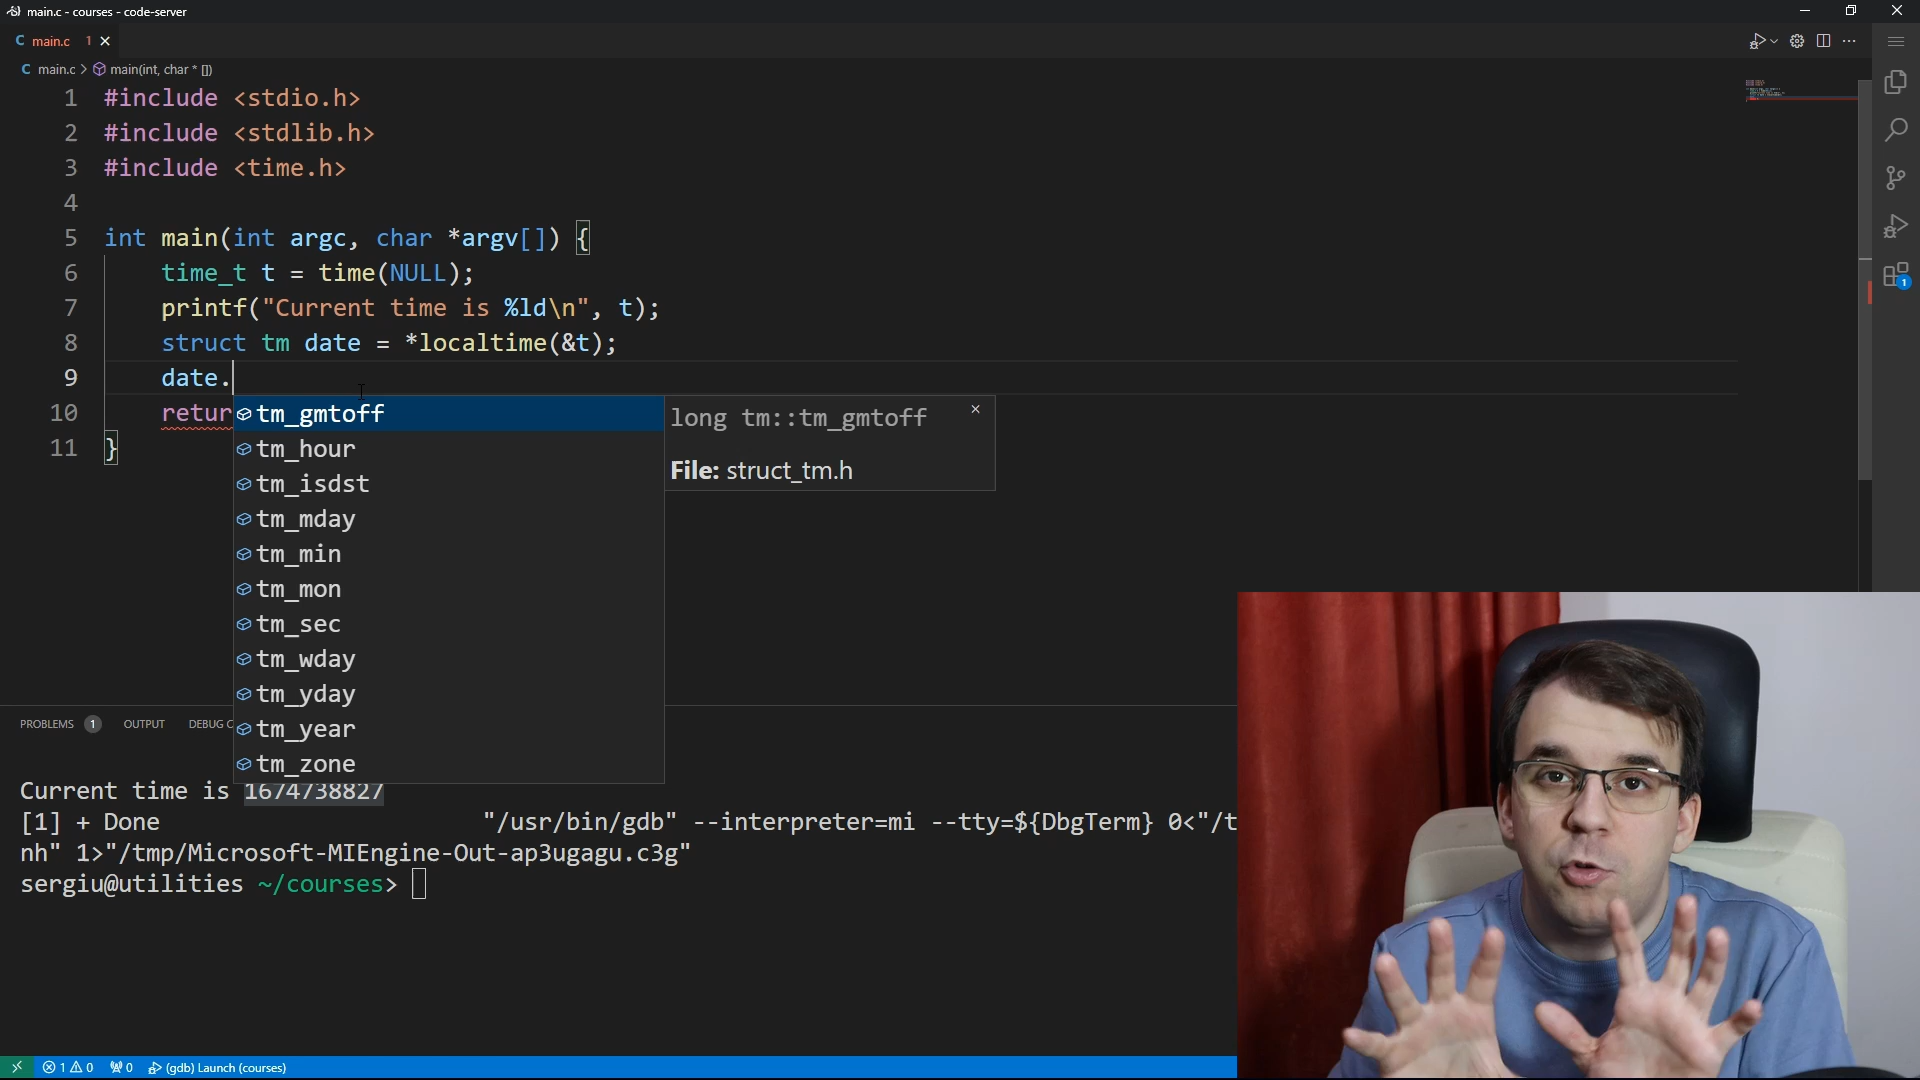 main.c - courses - code-server
C main.c 1
C main.c > main(int, char * [])
1 #include <stdio.h>
2 #include <stdlib.h>
3 #include <time.h>
4
5 int main(int argc, char *argv[]) {
6 time_t t = time(NULL);
7 printf("Current time is %ld\n", t);
8 struct tm date = *localtime(&t);
9 date.
10 retur
11 }
tm_gmtoff
tm_hour
tm_isdst
tm_mday
tm_min
tm_mon
tm_sec
tm_wday
tm_yday
tm_year
tm_zone
long tm::tm_gmtoff
File: struct_tm.h
1
PROBLEMS 1 OUTPUT DEBUG C
Current time is 1674738827
[1] + Done "/usr/bin/gdb" --interpreter=mi --tty=${DbgTerm} 0<"/t
nh" 1>"/tmp/Microsoft-MIEngine-Out-ap3ugagu.c3g"
sergiu@utilities ~/courses>
1 0 0 (gdb) Launch (courses)